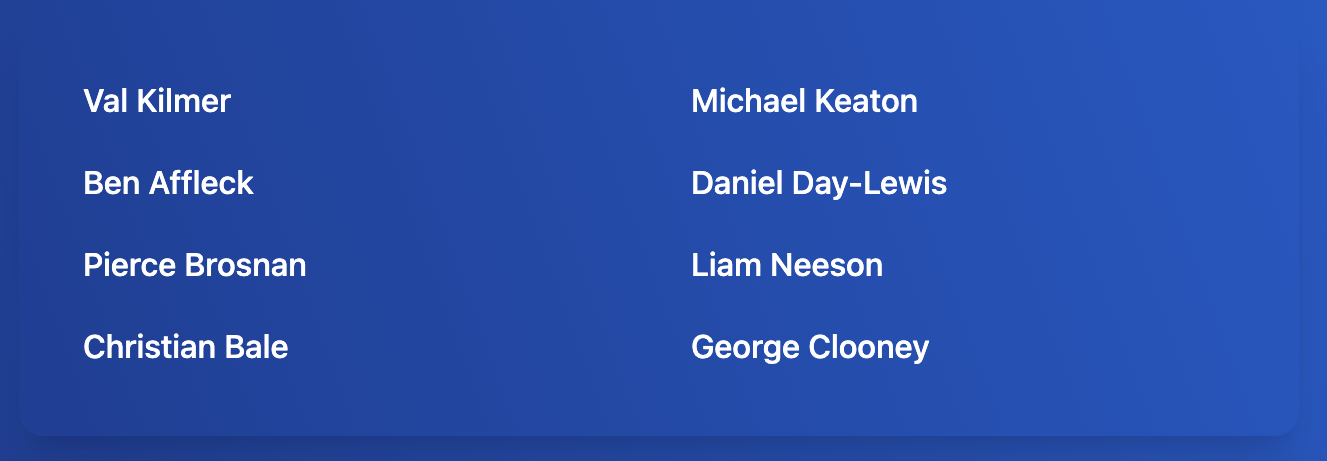 Val Kilmer
Michael Keaton
Ben Affleck
Daniel Day-Lewis
Pierce Brosnan
Liam Neeson
Christian Bale
George Clooney